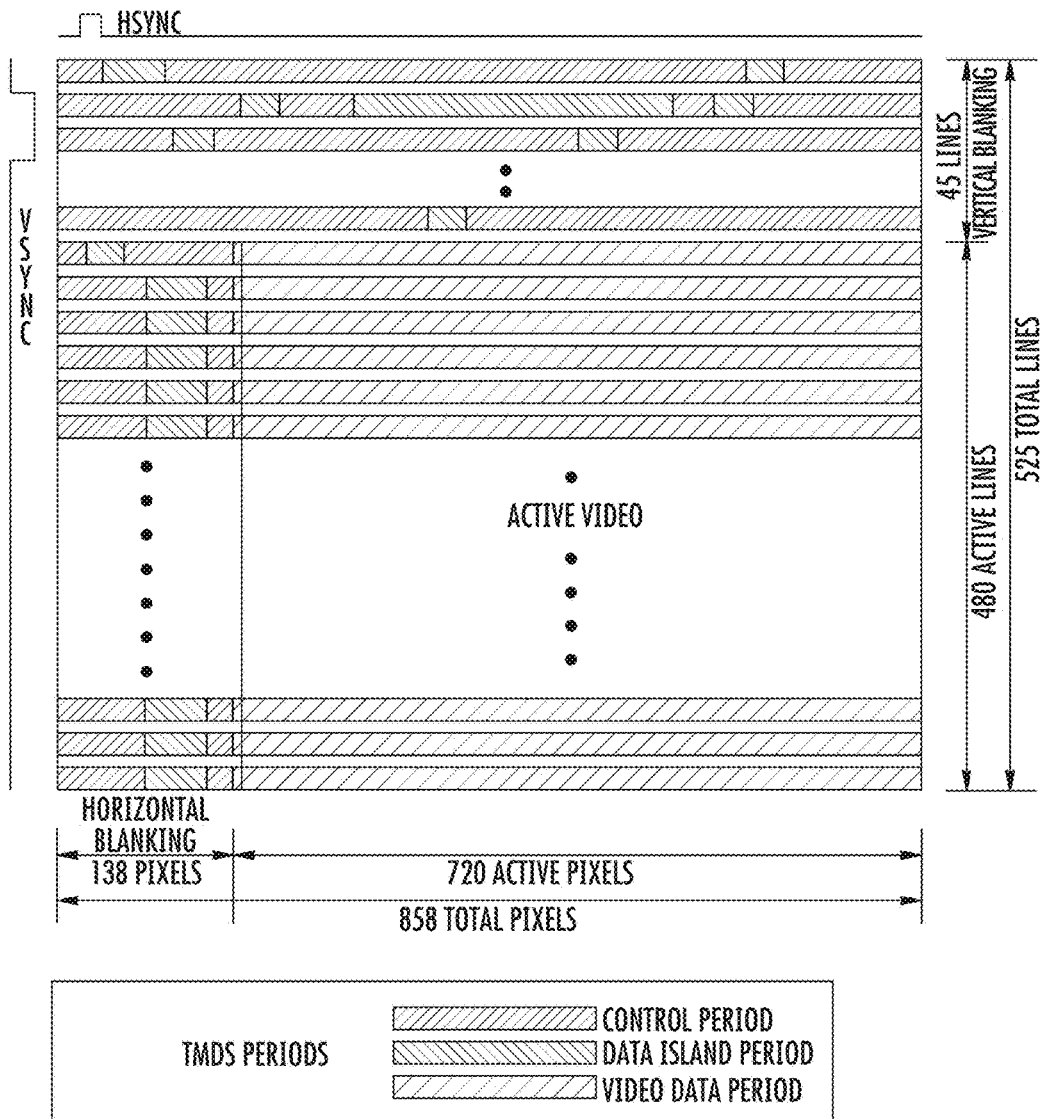 HSYNC
VSYNC
45 LINES
VERTICAL BLANKING
480 ACTIVE LINES
525 TOTAL LINES
ACTIVE VIDEO
HORIZONTAL
BLANKING
138 PIXELS
720 ACTIVE PIXELS
858 TOTAL PIXELS
TMDS PERIODS
CONTROL PERIOD
DATA ISLAND PERIOD
VIDEO DATA PERIOD